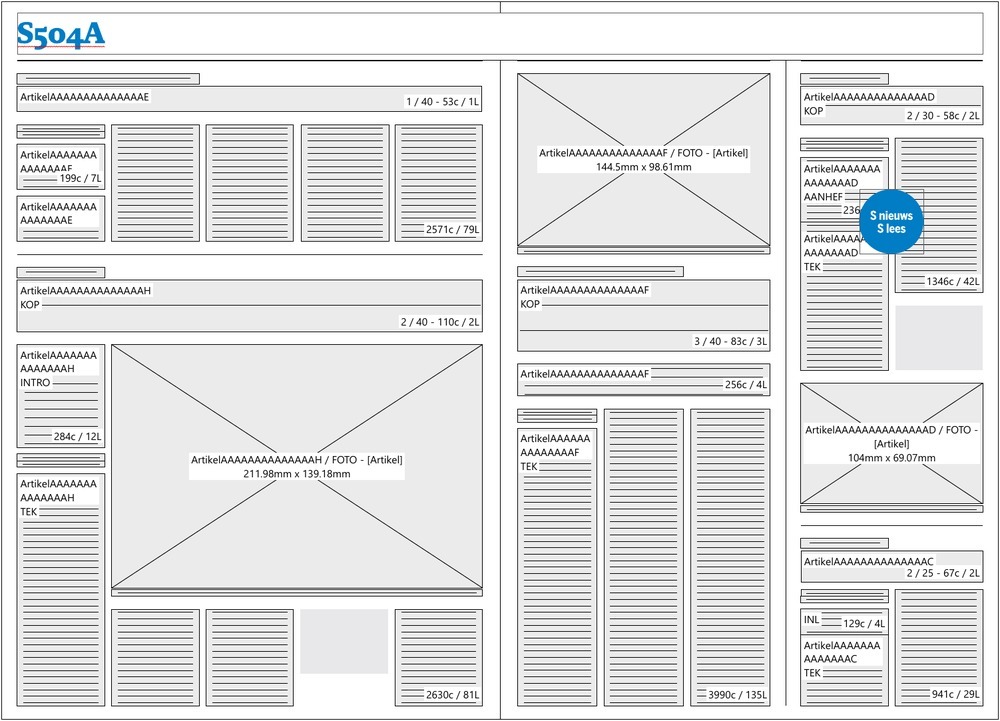 S504A
ArtikelAAAAAAAAAAAAAAE
1 / 40 - 53c / 1L
ArtikelAAAAAAA
AAAAAAAF
199c / 7L
ArtikelAAAAAAA
AAAAAAAE
2571c / 79L
ArtikelAAAAAAAAAAAAAAH
KOP
2 / 40 - 110c / 2L
ArtikelAAAAAAA
AAAAAAAH
INTRO
284c / 12L
ArtikelAAAAAAA
AAAAAAAH
TEK
ArtikelAAAAAAAAAAAAAAH / FOTO - [Artikel]
211.98mm x 139.18mm
2630c / 81L
ArtikelAAAAAAAAAAAAAAF / FOTO - [Artikel]
144.5mm x 98.61mm
ArtikelAAAAAAAAAAAAAAF
KOP
3 / 40 - 83c / 3L
ArtikelAAAAAAAAAAAAAAF
256c / 4L
ArtikelAAAAAA
AAAAAAAAF
TEK
3990c / 135L
ArtikelAAAAAAAAAAAAAAD
KOP
2 / 30 - 58c / 2L
ArtikelAAAAAAA
AAAAAAAD
AANHEF
236
S nieuws
S lees
ArtikelAAAA
AAAAAAAD
TEK
1346c / 42L
ArtikelAAAAAAAAAAAAAAD / FOTO -
[Artikel]
104mm x 69.07mm
ArtikelAAAAAAAAAAAAAAC
2 / 25 - 67c / 2L
INL
129c / 4L
ArtikelAAAAAAA
AAAAAAAC
TEK
941c / 29L